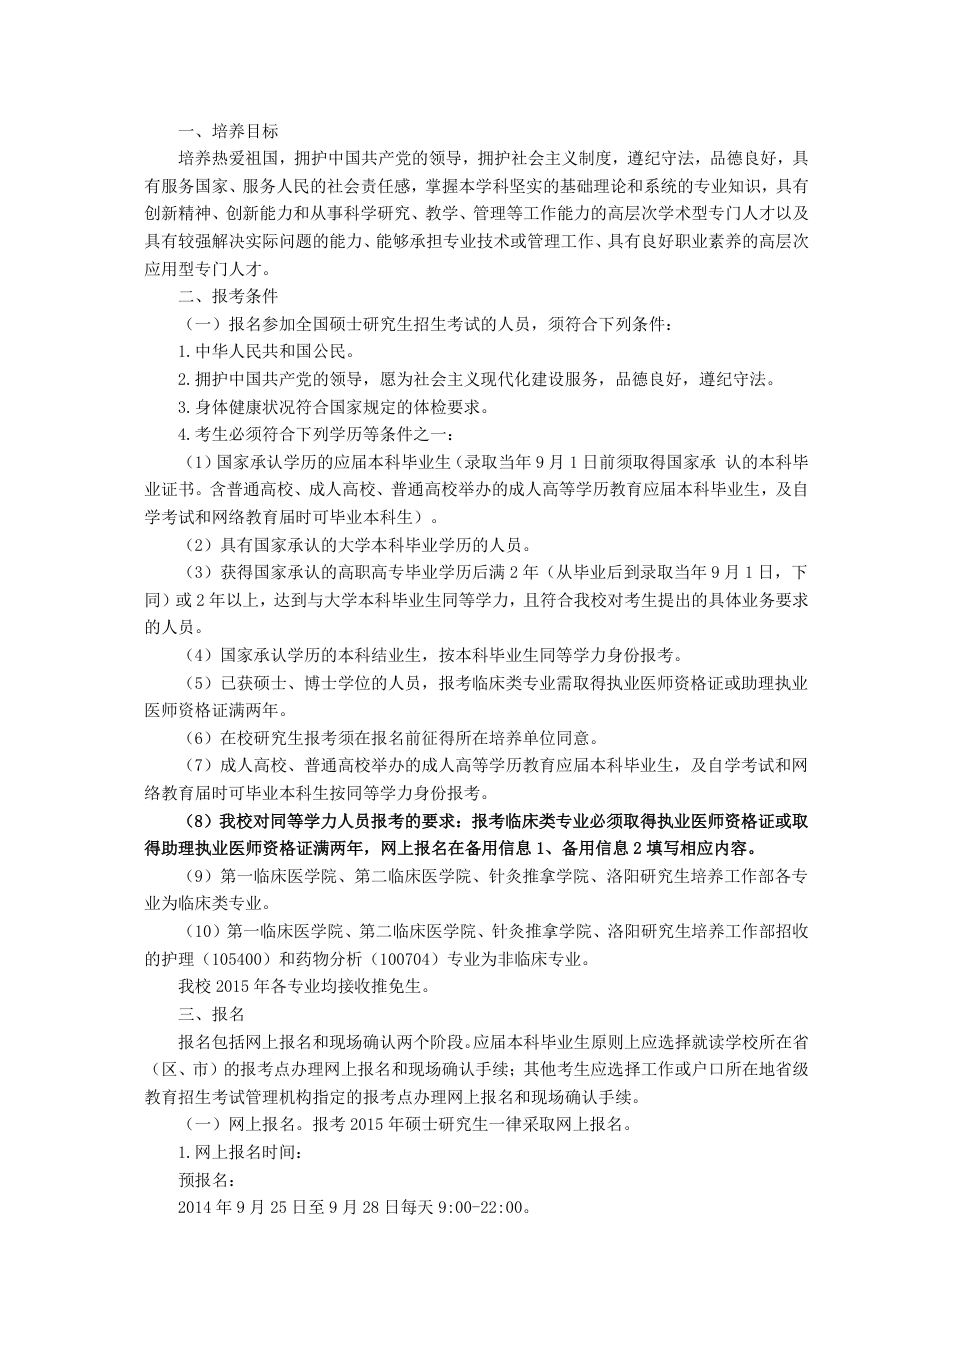 一、培养目标
培养热爱祖国，拥护中国共产党的领导，拥护社会主义制度，遵纪守法，品德良好，具
有服务国家、服务人民的社会责任感，掌握本学科坚实的基础理论和系统的专业知识，具有
创新精神、创新能力和从事科学研究、教学、管理等工作能力的高层次学术型专门人才以及
具有较强解决实际问题的能力、能够承担专业技术或管理工作、具有良好职业素养的高层次
应用型专门人才。
二、报考条件
（一）报名参加全国硕士研究生招生考试的人员，须符合下列条件：
1.中华人民共和国公民。
2.拥护中国共产党的领导，愿为社会主义现代化建设服务，品德良好，遵纪守法。
3.身体健康状况符合国家规定的体检要求。
4.考生必须符合下列学历等条件之一：
（1）国家承认学历的应届本科毕业生（录取当年 9 月 1 日前须取得国家承 认的本科毕
业证书。含普通高校、成人高校、普通高校举办的成人高等学历教育应届本科毕业生，及自
学考试和网络教育届时可毕业本科生）。
（2）具有国家承认的大学本科毕业学历的人员。
（3）获得国家承认的高职高专毕业学历后满 2 年（从毕业后到录取当年 9 月 1 日，下
同）或 2 年以上，达到与大学本科毕业生同等学力，且符合我校对考生提出的具体业务要求
的人员。
（4）国家承认学历的本科结业生，按本科毕业生同等学力身份报考。
（5）已获硕士、博士学位的人员，报考临床类专业需取得执业医师资格证或助理执业
医师资格证满两年。
（6）在校研究生报考须在报名前征得所在培养单位同意。
（7）成人高校、普通高校举办的成人高等学历教育应届本科毕业生，及自学考试和网
络教育届时可毕业本科生按同等学力身份报考。
（8）我校对同等学力人员报考的要求：报考临床类专业必须取得执业医师资格证或取
得助理执业医师资格证满两年，网上报名在备用信息 1、备用信息 2 填写相应内容。
（9）第一临床医学院、第二临床医学院、针灸推拿学院、洛阳研究生培养工作部各专
业为临床类专业。
（10）第一临床医学院、第二临床医学院、针灸推拿学院、洛阳研究生培养工作部招收
的护理（105400）和药物分析（100704）专业为非临床专业。
我校 2015 年各专业均接收推免生。
三、报名
报名包括网上报名和现场确认两个阶段。应届本科毕业生原则上应选择就读学校所在省
（区、市）的报考点办理网上报名和现场确认手续；其他考生应选择工作或户口所在地省级
教育招生考试管理机构指定的报考点办理网上报名和现场确认手续。
（一）网上报名。报考 2015 年硕士研究生一律采取网上报名。
1.网上报名时间：
预报名：
2014 年 9 月 25 日至 9 月 28 日每天 9:00-22:00。